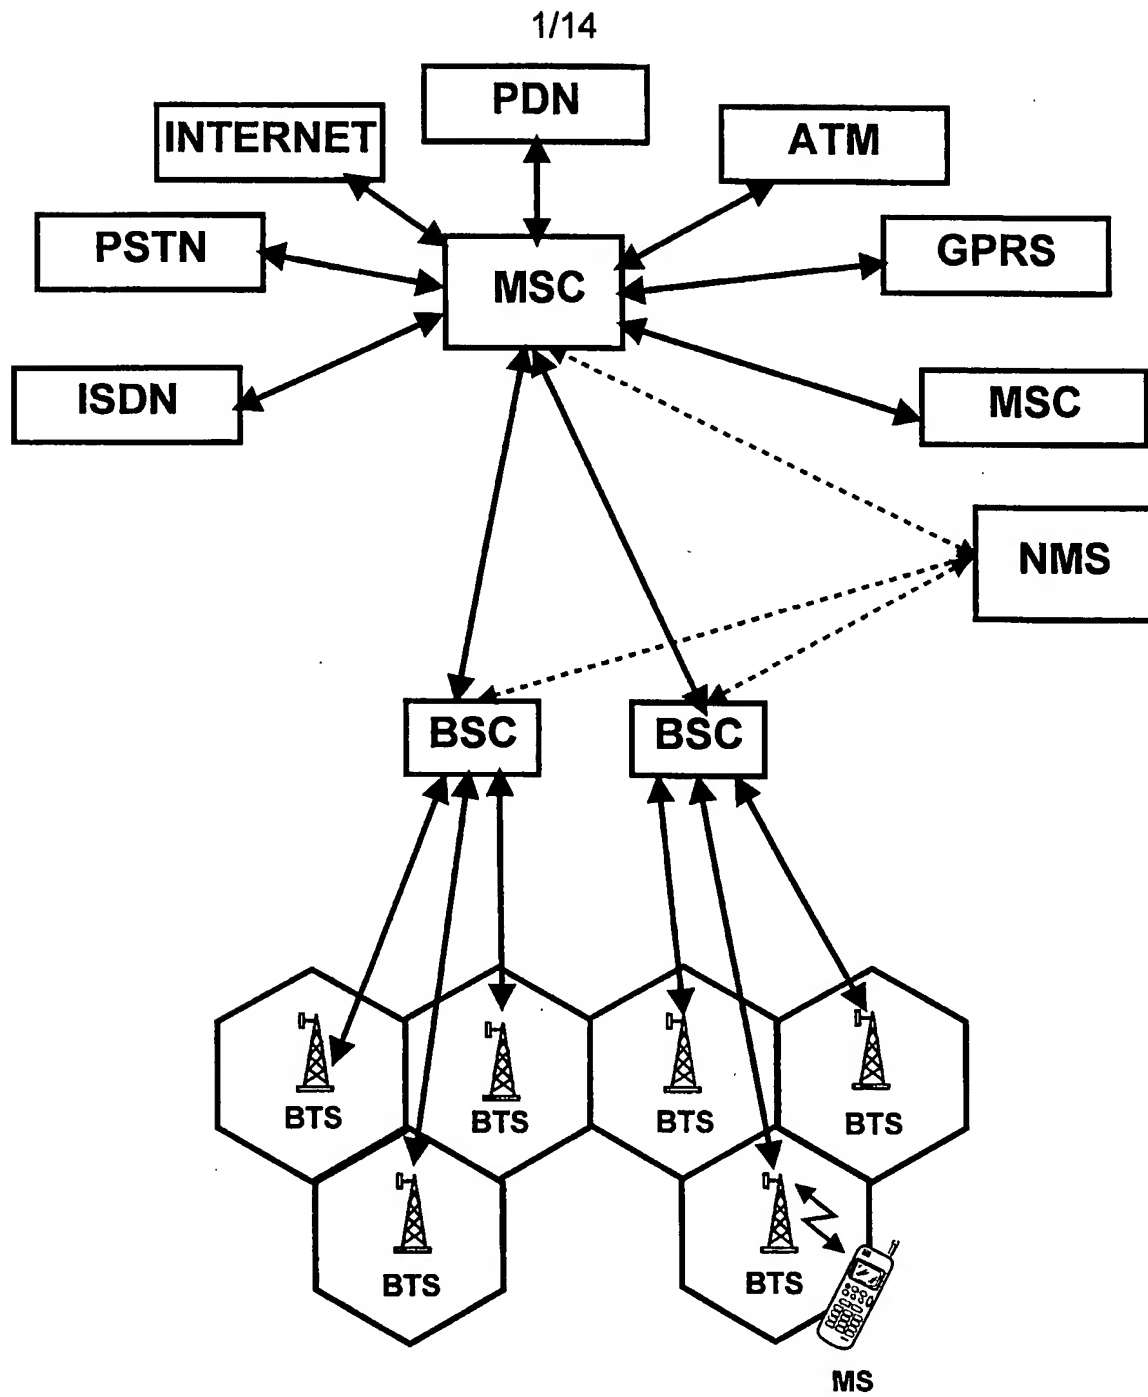 1/14
PDN
INTERNET
ATM
PSTN
MSC
GPRS
ISDN
MSC
NMS
BSC
BSC
BTS
BTS
BTS
BTS
BTS
BTS
MS